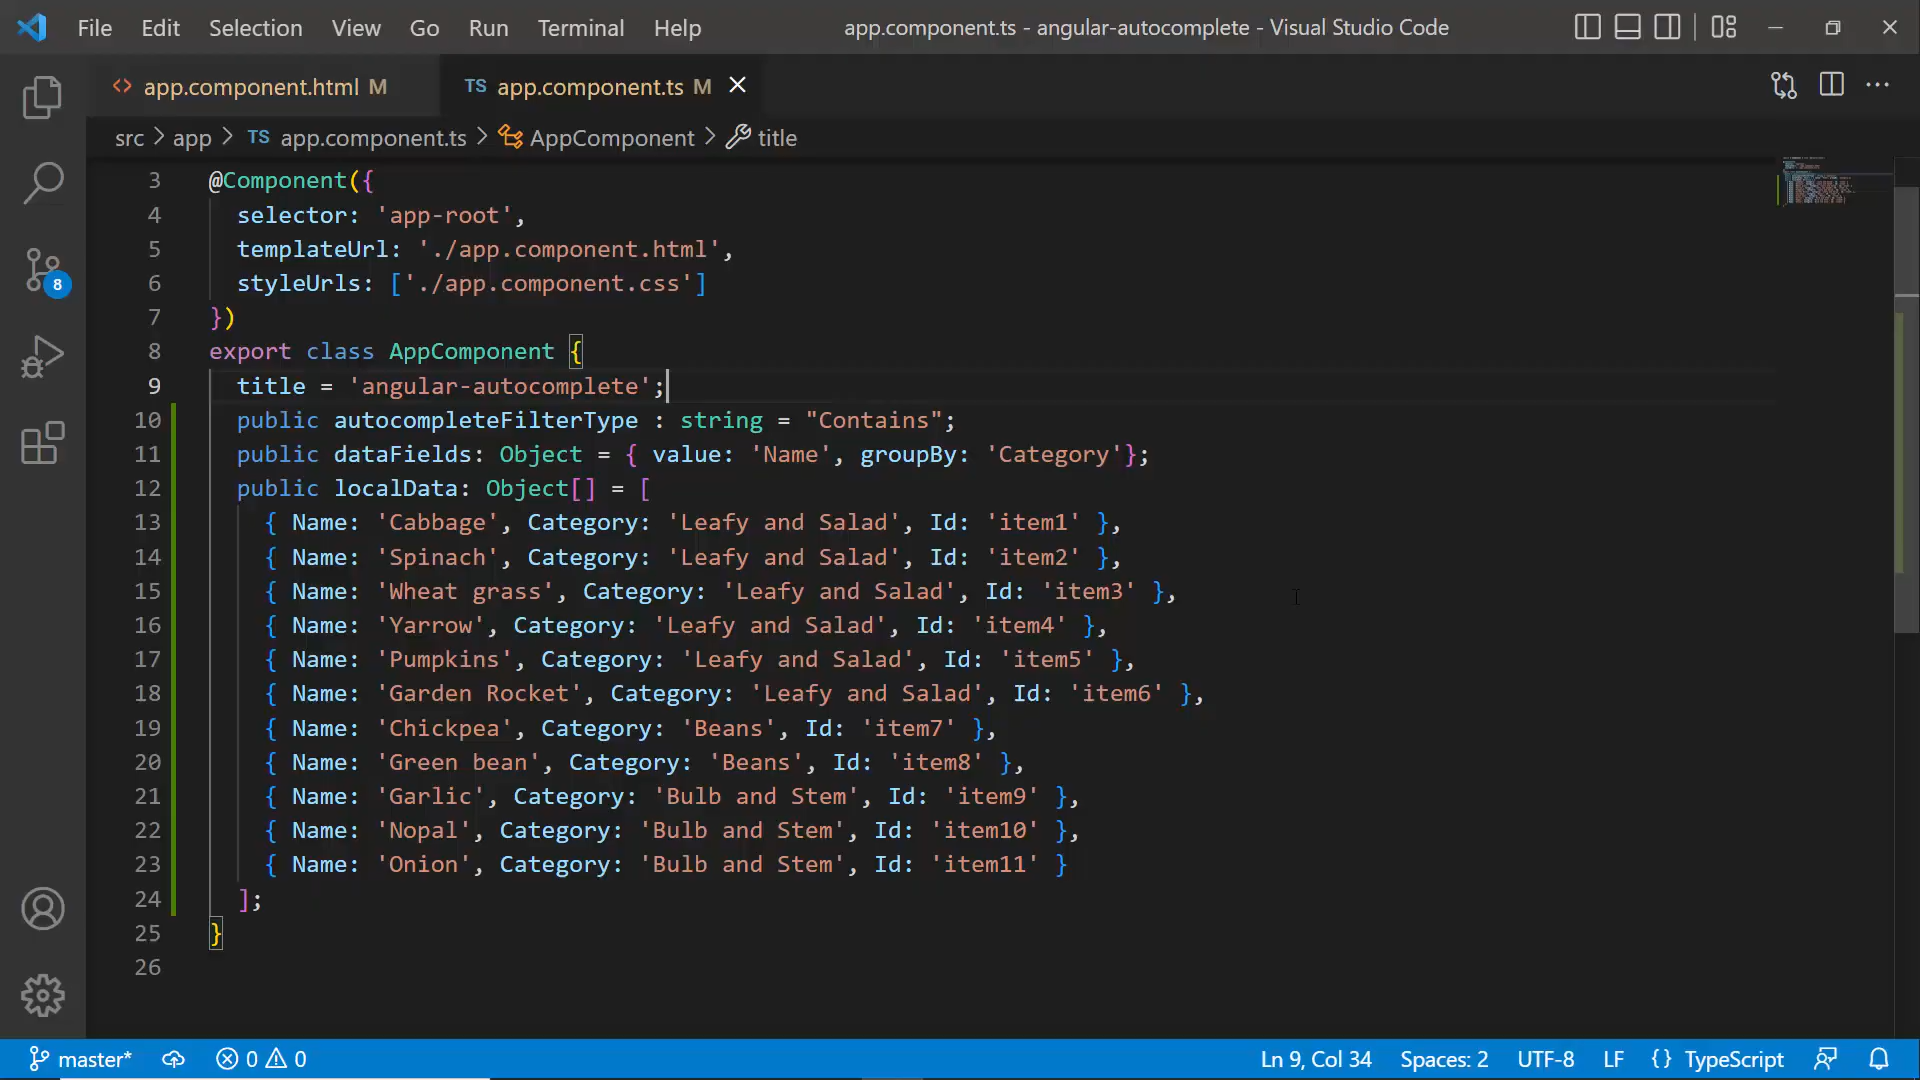 File Edit Selection View Go Run Terminal Help app.component.ts - angular-autocomplete - Visual Studio Code
app.component.html M TS app.component.ts M
src > app > TS app.component.ts > AppComponent > title
3 @Component({
4 selector: 'app-root',
5 templateUrl: './app.component.html',
6 styleUrls: ['./app.component.css']
7 })
8 export class AppComponent {
9 title = 'angular-autocomplete';
10 public autocompleteFilterType : string = "Contains";
11 public dataFields: Object = { value: 'Name', groupBy: 'Category'};
12 public localData: Object[] = [
13 { Name: 'Cabbage', Category: 'Leafy and Salad', Id: 'item1' },
14 { Name: 'Spinach', Category: 'Leafy and Salad', Id: 'item2' },
15 { Name: 'Wheat grass', Category: 'Leafy and Salad', Id: 'item3' },
16 { Name: 'Yarrow', Category: 'Leafy and Salad', Id: 'item4' },
17 { Name: 'Pumpkins', Category: 'Leafy and Salad', Id: 'item5' },
18 { Name: 'Garden Rocket', Category: 'Leafy and Salad', Id: 'item6' },
19 { Name: 'Chickpea', Category: 'Beans', Id: 'item7' },
20 { Name: 'Green bean', Category: 'Beans', Id: 'item8' },
21 { Name: 'Garlic', Category: 'Bulb and Stem', Id: 'item9' },
22 { Name: 'Nopal', Category: 'Bulb and Stem', Id: 'item10' },
23 { Name: 'Onion', Category: 'Bulb and Stem', Id: 'item11' }
24 ];
25 }
26
8
master* 0 0 Ln 9, Col 34 Spaces: 2 UTF-8 LF {} TypeScript